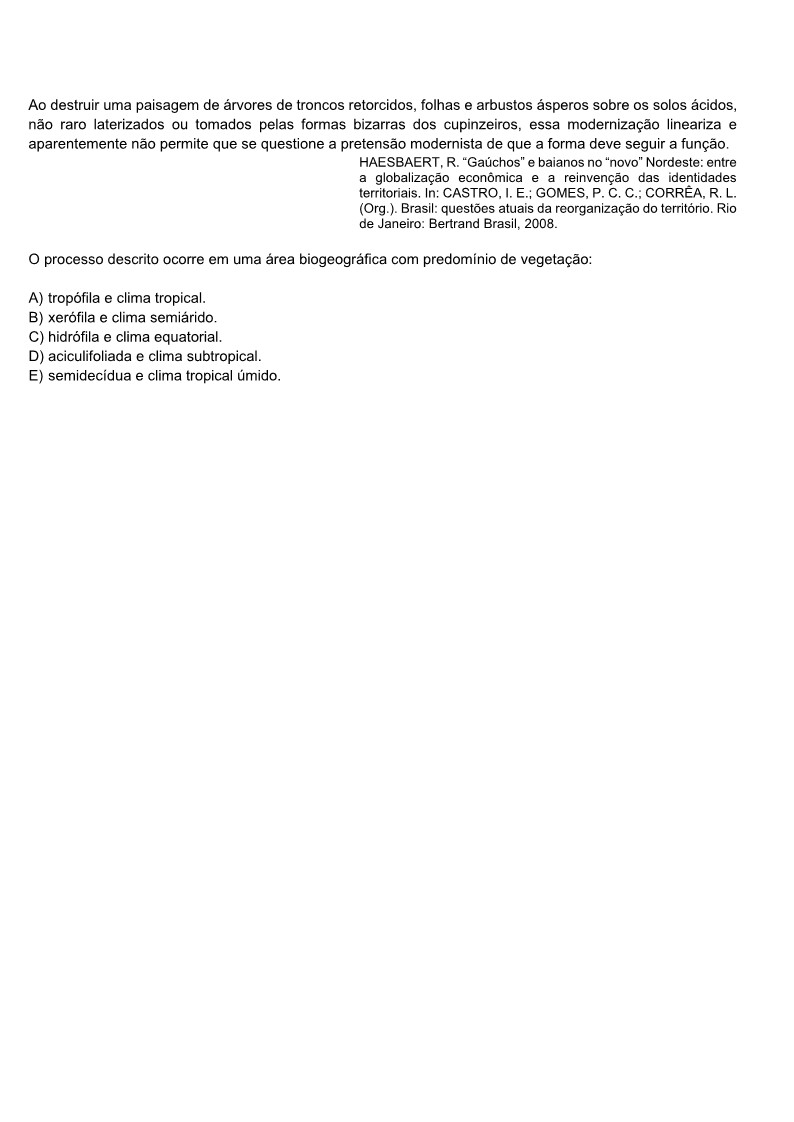 Ao destruir uma paisagem de árvores de troncos retorcidos, folhas e arbustos ásperos sobre os solos ácidos,
não raro laterizados ou tomados pelas formas bizarras dos cupinzeiros, essa modernização lineariza e
aparentemente não permite que se questione a pretensão modernista de que a forma deve seguir a função.
HAESBAERT, R. “Gaúchos” e baianos no “novo” Nordeste: entre
a globalização econômica e a reinvenção das identidades
territoriais. In: CASTRO, I. E.; GOMES, P. C. C.; CORRÊA, R. L.
(Org.). Brasil: questões atuais da reorganização do território. Rio
de Janeiro: Bertrand Brasil, 2008.
O processo descrito ocorre em uma área biogeográfica com predomínio de vegetação:
A) tropófila e clima tropical.
B) xerófila e clima semiárido.
C) hidrófila e clima equatorial.
D) aciculifoliada e clima subtropical.
E) semidecídua e clima tropical úmido.